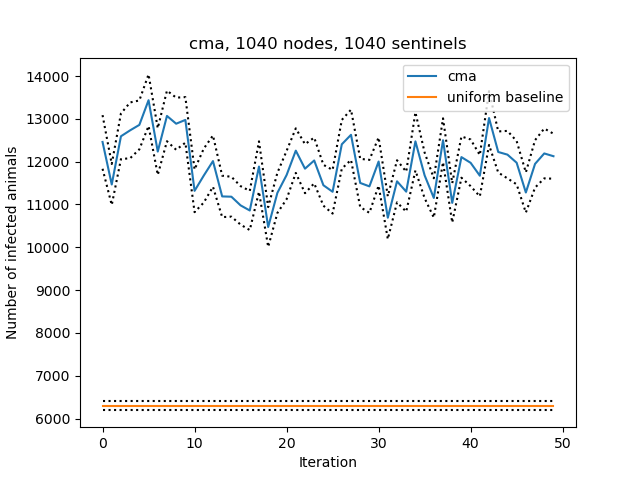 cma, 1040 nodes, 1040 sentinels
cma
uniform baseline
Number of infected animals
14000
13000
12000
11000
10000
9000
8000
7000
6000
0 10 20 30 40 50
Iteration